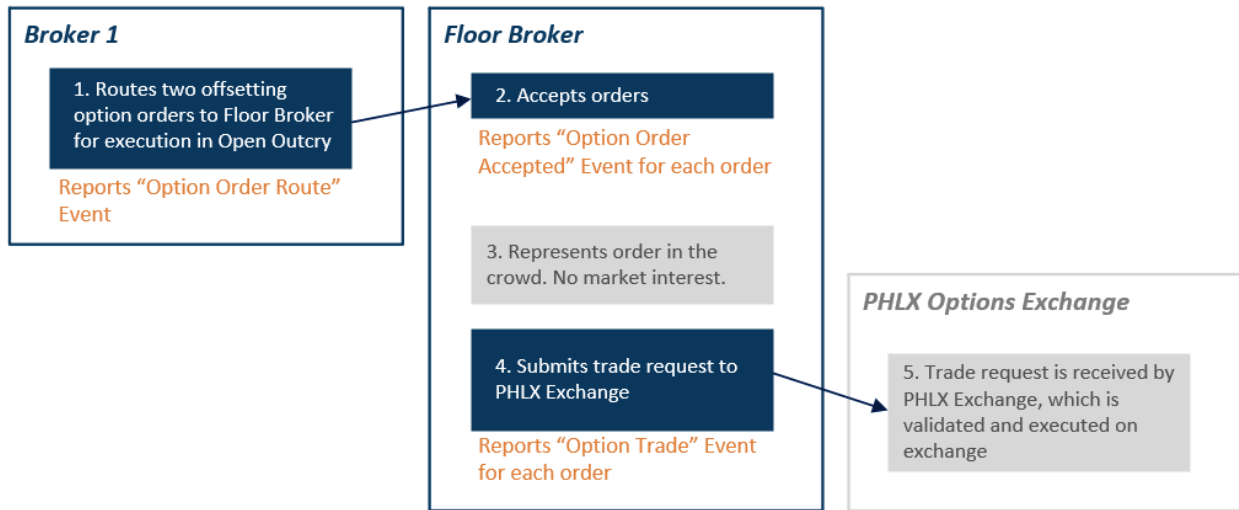 Broker 1
1. Routes two offsetting
option orders to Floor Broker
for execution in Open Outcry
Reports “Option Order Route”
Event
Floor Broker
2. Accepts orders
Reports “Option Order
Accepted” Event for each order
3. Represents order in the
crowd. No market interest.
4. Submits trade request to
PHLX Exchange
Reports “Option Trade” Event
for each order
PHLX Options Exchange
5. Trade request is received by
PHLX Exchange, which is
validated and executed on
exchange